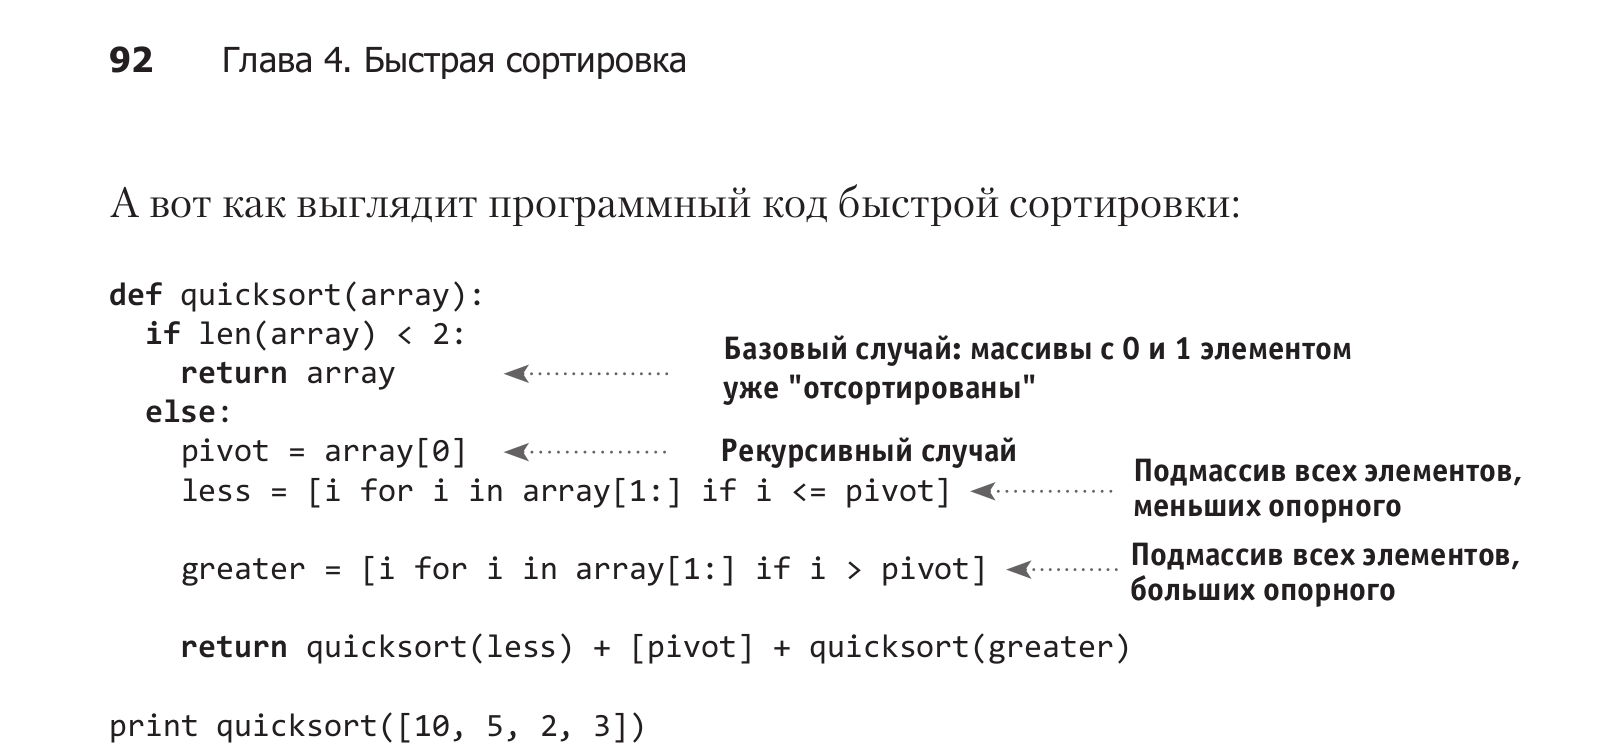 92 Глава 4. Быстрая сортировка
А вот как выглядит программный код быстрой сортировки:
def quicksort(array):
if len(array) < 2:
return array
Базовый случай: массивы с 0 и 1 элементом
уже "отсортированы"
else:
pivot = array[0]
Рекурсивный случай
less = [i for i in array[1:] if i <= pivot]
Подмассив всех элементов,
меньших опорного
greater = [i for i in array[1:] if i > pivot]
Подмассив всех элементов,
больших опорного
return quicksort(less) + [pivot] + quicksort(greater)
print quicksort([10, 5, 2, 3])